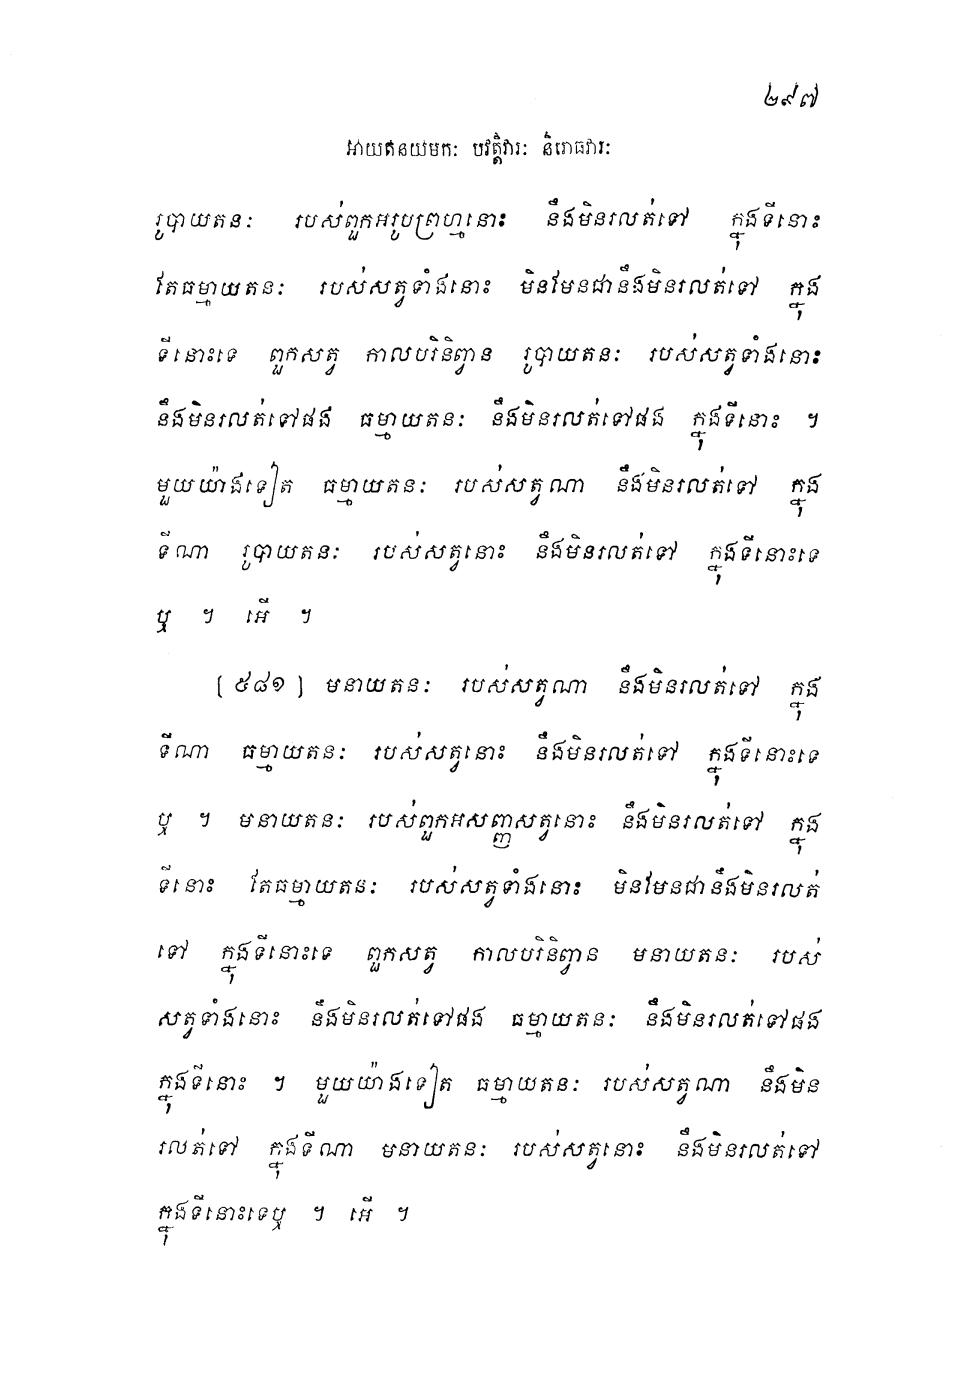 ២៩៧
អាយតនយមកៈ បវត្តិវារៈ និរោធវារៈ
រូបាយតនៈ របស់ពួកអរូបព្រហ្មនោះ នឹងមិនរលត់ទៅ ក្នុងទីនោះ
តែធម្មាយតនៈ របស់សត្វទាំងនោះ មិនមែនជានឹងមិនរលត់ទៅ ក្នុង
ទីនោះទេ ពួកសត្វ កាលបរិនិព្វាន រូបាយតនៈ របស់សត្វទាំងនោះ
នឹងមិនរលត់ទៅផង ធម្មាយតនៈ នឹងមិនរលត់ទៅផង ក្នុងទីនោះ ។
មួយយ៉ាងទៀត ធម្មាយតនៈ របស់សត្វណា នឹងមិនរលត់ទៅ ក្នុង
ទីណា រូបាយតនៈ របស់សត្វនោះ នឹងមិនរលត់ទៅ ក្នុងទីនោះទេ
ឬ ។ អើ ។
[ ៥៨១ ] មនាយតនៈ របស់សត្វណា នឹងមិនរលត់ទៅ ក្នុង
ទីណា ធម្មាយតនៈ របស់សត្វនោះ នឹងមិនរលត់ទៅ ក្នុងទីនោះទេ
ឬ ។ មនាយតនៈ របស់ពួកអសញ្ញសត្វនោះ នឹងមិនរលត់ទៅ ក្នុង
ទីនោះ តែធម្មាយតនៈ របស់សត្វទាំងនោះ មិនមែនជានឹងមិនរលត់
ទៅ ក្នុងទីនោះទេ ពួកសត្វ កាលបរិនិព្វាន មនាយតនៈ របស់
សត្វទាំងនោះ នឹងមិនរលត់ទៅផង ធម្មាយតនៈ នឹងមិនរលត់ទៅផង
ក្នុងទីនោះ ។ មួយយ៉ាងទៀត ធម្មាយតនៈ របស់សត្វណា នឹងមិន
រលត់ទៅ ក្នុងទីណា មនាយតនៈ របស់សត្វនោះ នឹងមិនរលត់ទៅ
ក្នុងទីនោះទេឬ ។ អើ ។